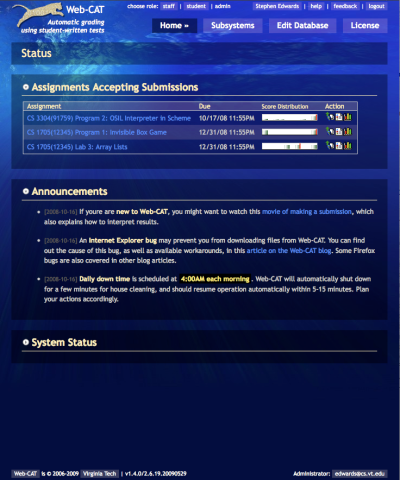 Web-CAT
Automatic grading
using student-written tests
choose role: staff | student | admin
Stephen Edwards | help | feedback | logout
Home »
Subsystems
Edit Database
License
Status
Assignments Accepting Submissions
Assignment Due Score Distribution Action
CS 3304(91759) Program 2: OSIL Interpreter in Scheme 10/17/08 11:55PM
CS 1705(12345) Program 1: Invisible Box Game 12/31/08 11:55PM
CS 1705(12345) Lab 3: Array Lists 12/31/08 11:55PM
Announcements
[2008-10-16] If youre are new to Web-CAT, you might want to watch this movie of making a submission, which
also explains how to interpret results.
[2008-10-16] An Internet Explorer bug may prevent you from downloading files from Web-CAT. You can find
out the cause of this bug, as well as available workarounds, in this article on the Web-CAT blog. Some Firefox
bugs are also covered in other blog articles.
[2008-10-16] Daily down time is scheduled at 4:00AM each morning . Web-CAT will automatically shut down
for a few minutes for house cleaning, and should resume operation automatically within 5-15 minutes. Plan
your actions accordingly.
System Status
Web-CAT is © 2006-2009 Virginia Tech | v1.4.0/2.6.19.20090529
Administrator: edwards@cs.vt.edu